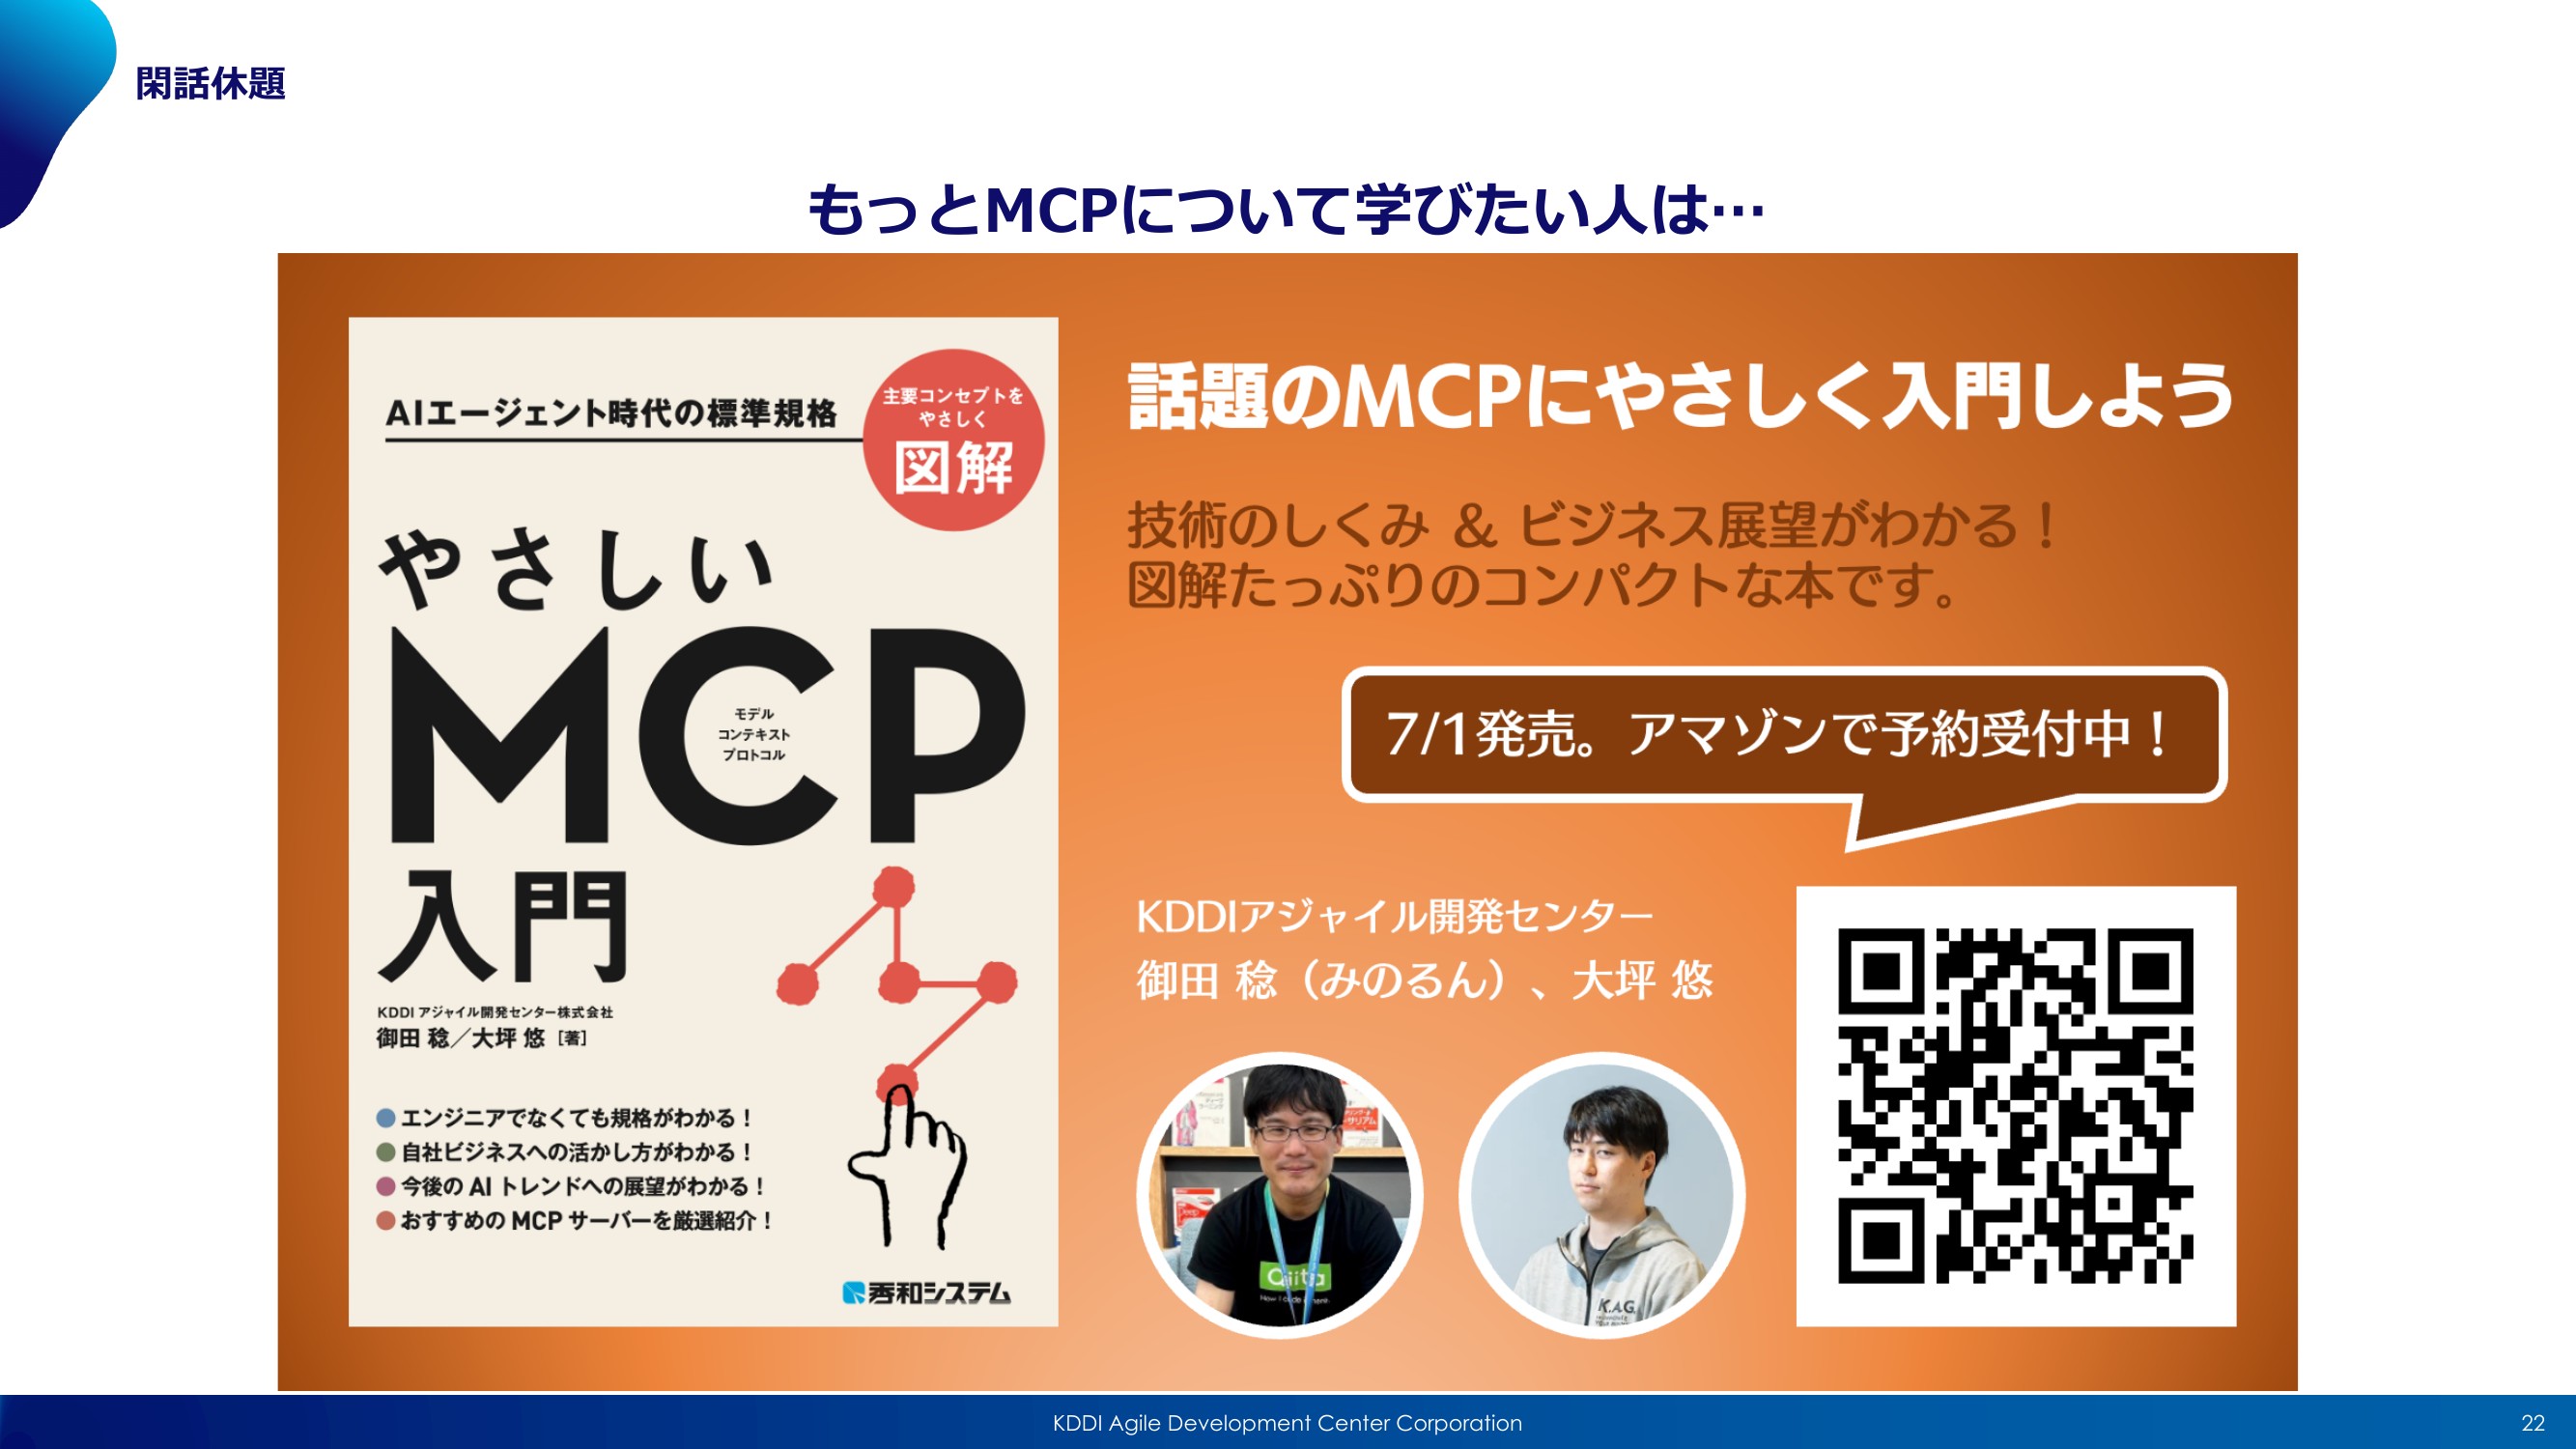 閑話休題
もっとMCPについて学びたい人は…
AIエージェント時代の標準規格
主要コンセプトを
やさしく
図解
やさしい
MCP
モデル
コンテキスト
プロトコル
入門
KDDI アジャイル開発センター株式会社
御田 稔／大坪 悠［著］
エンジニアでなくても規格がわかる！
自社ビジネスへの活かし方がわかる！
今後の AI トレンドへの展望がわかる！
おすすめの MCP サーバーを厳選紹介！
秀和システム
話題のMCPにやさしく入門しよう
技術のしくみ ＆ ビジネス展望がわかる！
図解たっぷりのコンパクトな本です。
7/1発売。アマゾンで予約受付中！
KDDIアジャイル開発センター
御田 稔（みのるん）、大坪 悠
Qiita
K.A.G.
KDDI Agile Development Center Corporation
22